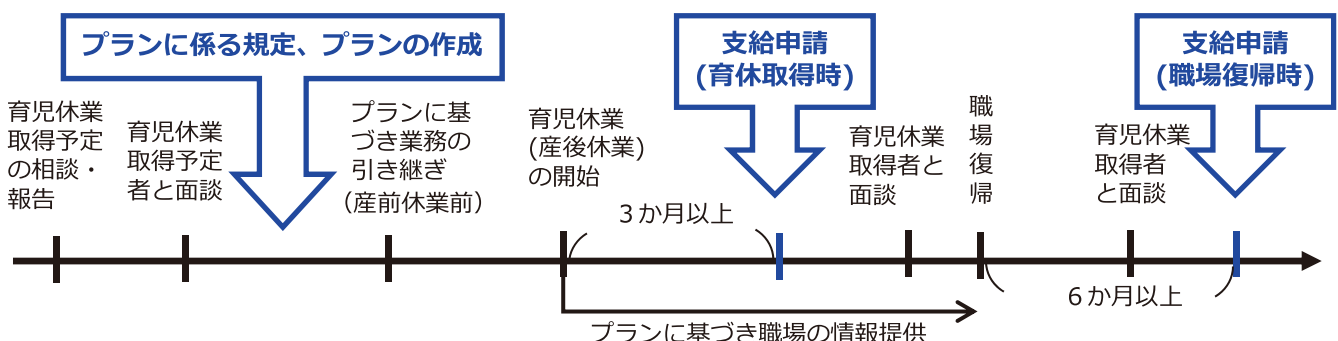 プランに係る規定、プランの作成
支給申請
(育休取得時)
支給申請
(職場復帰時)
育児休業
取得予定
の相談・
報告
育児休業
取得予定
者と面談
プランに基
づき業務の
引き継ぎ
(産前休業前)
育児休業
(産後休業)
の開始
3か月以上
育児休業
取得者と
面談
職
場
復
帰
育児休業
取得者
と面談
6か月以上
プランに基づき職場の情報提供